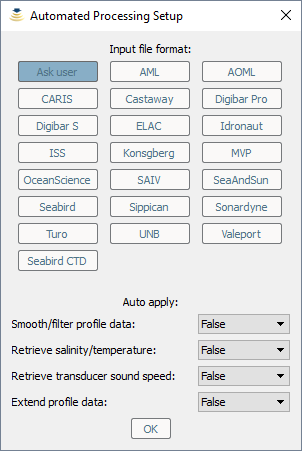 Automated Processing Setup
Input file format:
Ask user AML AOML
CARIS Castaway Digibar Pro
Digibar S ELAC Idronaut
ISS Konsgberg MVP
OceanScience SAIV SeaAndSun
Seabird Sippican Sonardyne
Turo UNB Valeport
Seabird CTD
Auto apply:
Smooth/filter profile data: False
Retrieve salinity/temperature: False
Retrieve transducer sound speed: False
Extend profile data: False
OK